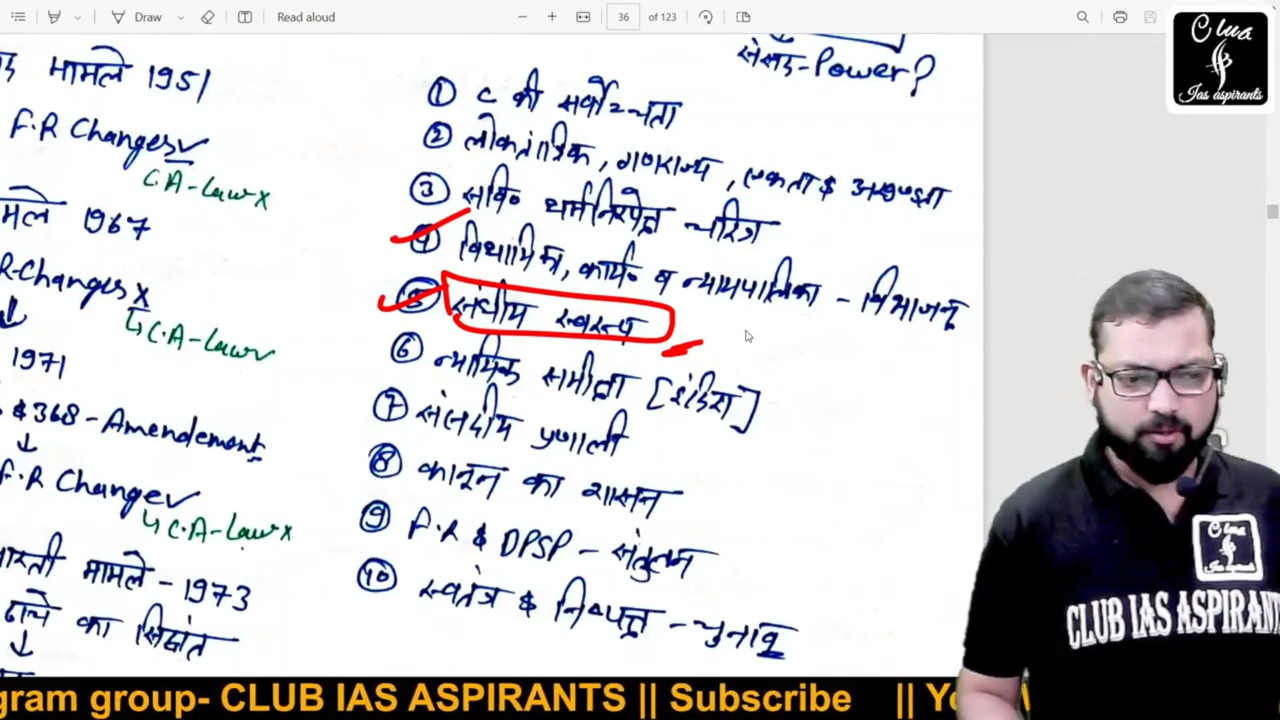 Draw
Read aloud
36 of 123
Club
Ias aspirants
मामले 1951
F.R Changes✓
C.A-Law x
मामले 1967
R-Changes x
↳ C.A-Law✓
↓
1971
& 368 - Amendement
↓
F.R Change✓
↳ C.A-Law x
भारती मामले - 1973
ढांचे का सिद्धांत
↓
संसद - Power?
① C की सर्वोच्चता
② लोकतांत्रिक, गणराज्य, एकता & अखण्डता
③ संवि० धर्मनिरपेक्ष चरित्र
④ विधायिका, कार्य० व न्यायपालिका - विभाजन
⑤ संघीय स्वरूप
⑥ न्यायिक समीक्षा
⑦ संसदीय प्रणाली
⑧ कानून का शासन
⑨ F.R & DPSP - संतुलन
⑩ स्वतंत्र & निष्पक्ष - चुनाव
CLUB IAS ASPIRANT
gram group- CLUB IAS ASPIRANTS || Subscribe || Yo